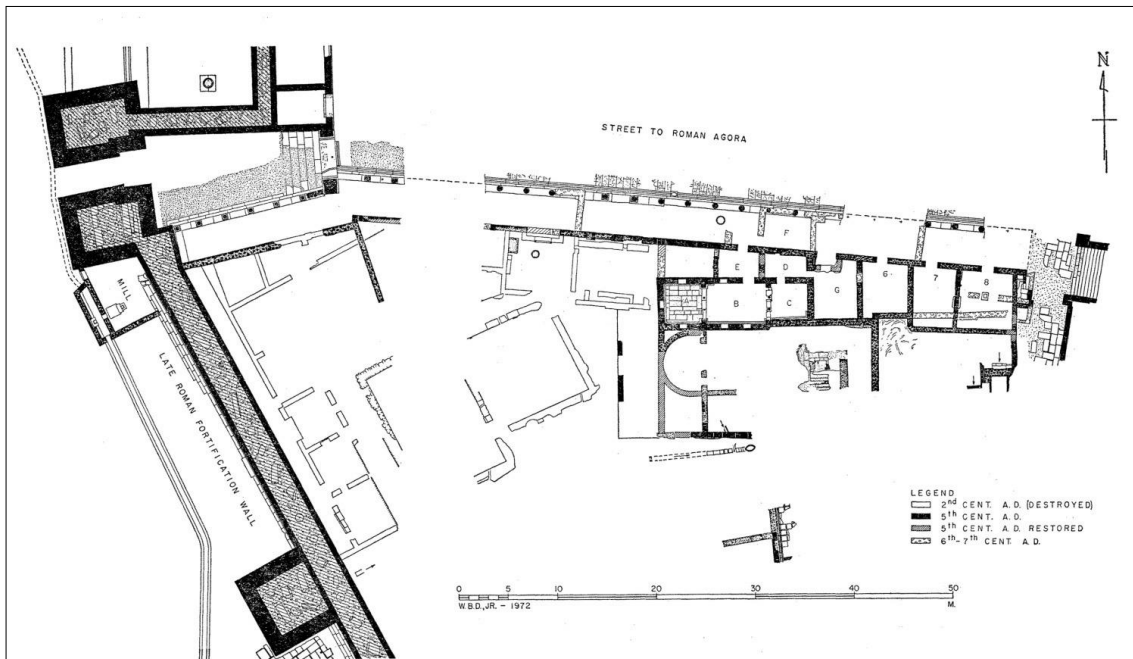 N
STREET TO ROMAN AGORA
F
E
D
6
7
8
A
B
C
G
MILL
LATE ROMAN FORTIFICATION WALL
LEGEND
2nd CENT. A.D. (DESTROYED)
5th CENT. A.D.
5th CENT. A.D. RESTORED
6th-7th CENT. A.D.
0 5 10 20 30 40 50
W.B.D., JR. - 1972
M.